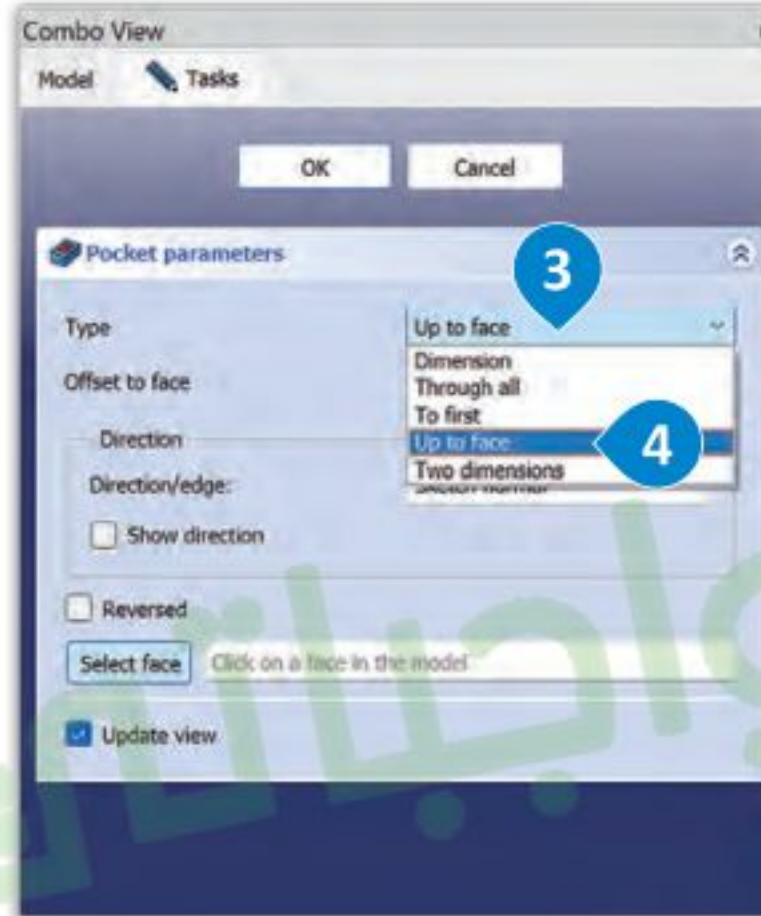 Combo View
Model Tasks
OK Cancel
Pocket parameters
3
Type Up to face
Dimension
Through all
Offset to face
To first
Up to face
4
Two dimensions
Direction
Direction/edge:
Show direction
Reversed
Select face Click on a face in the model
Update view
واجباتي